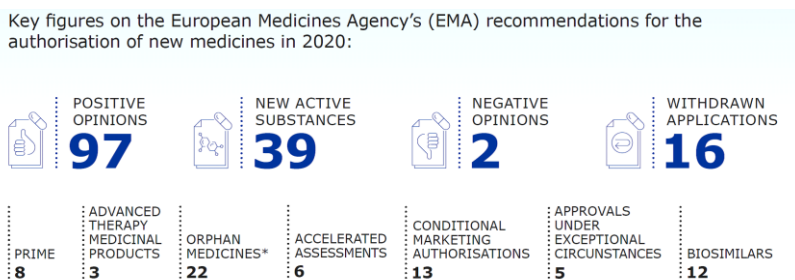 Key figures on the European Medicines Agency's (EMA) recommendations for the
authorisation of new medicines in 2020:
POSITIVE
OPINIONS
97
NEW ACTIVE
SUBSTANCES
39
NEGATIVE
OPINIONS
2
WITHDRAWN
APPLICATIONS
16
PRIME
8
ADVANCED
THERAPY
MEDICINAL
PRODUCTS
3
ORPHAN
MEDICINES*
22
ACCELERATED
ASSESSMENTS
6
CONDITIONAL
MARKETING
AUTHORISATIONS
13
APPROVALS
UNDER
EXCEPTIONAL
CIRCUMSTANCES
5
BIOSIMILARS
12